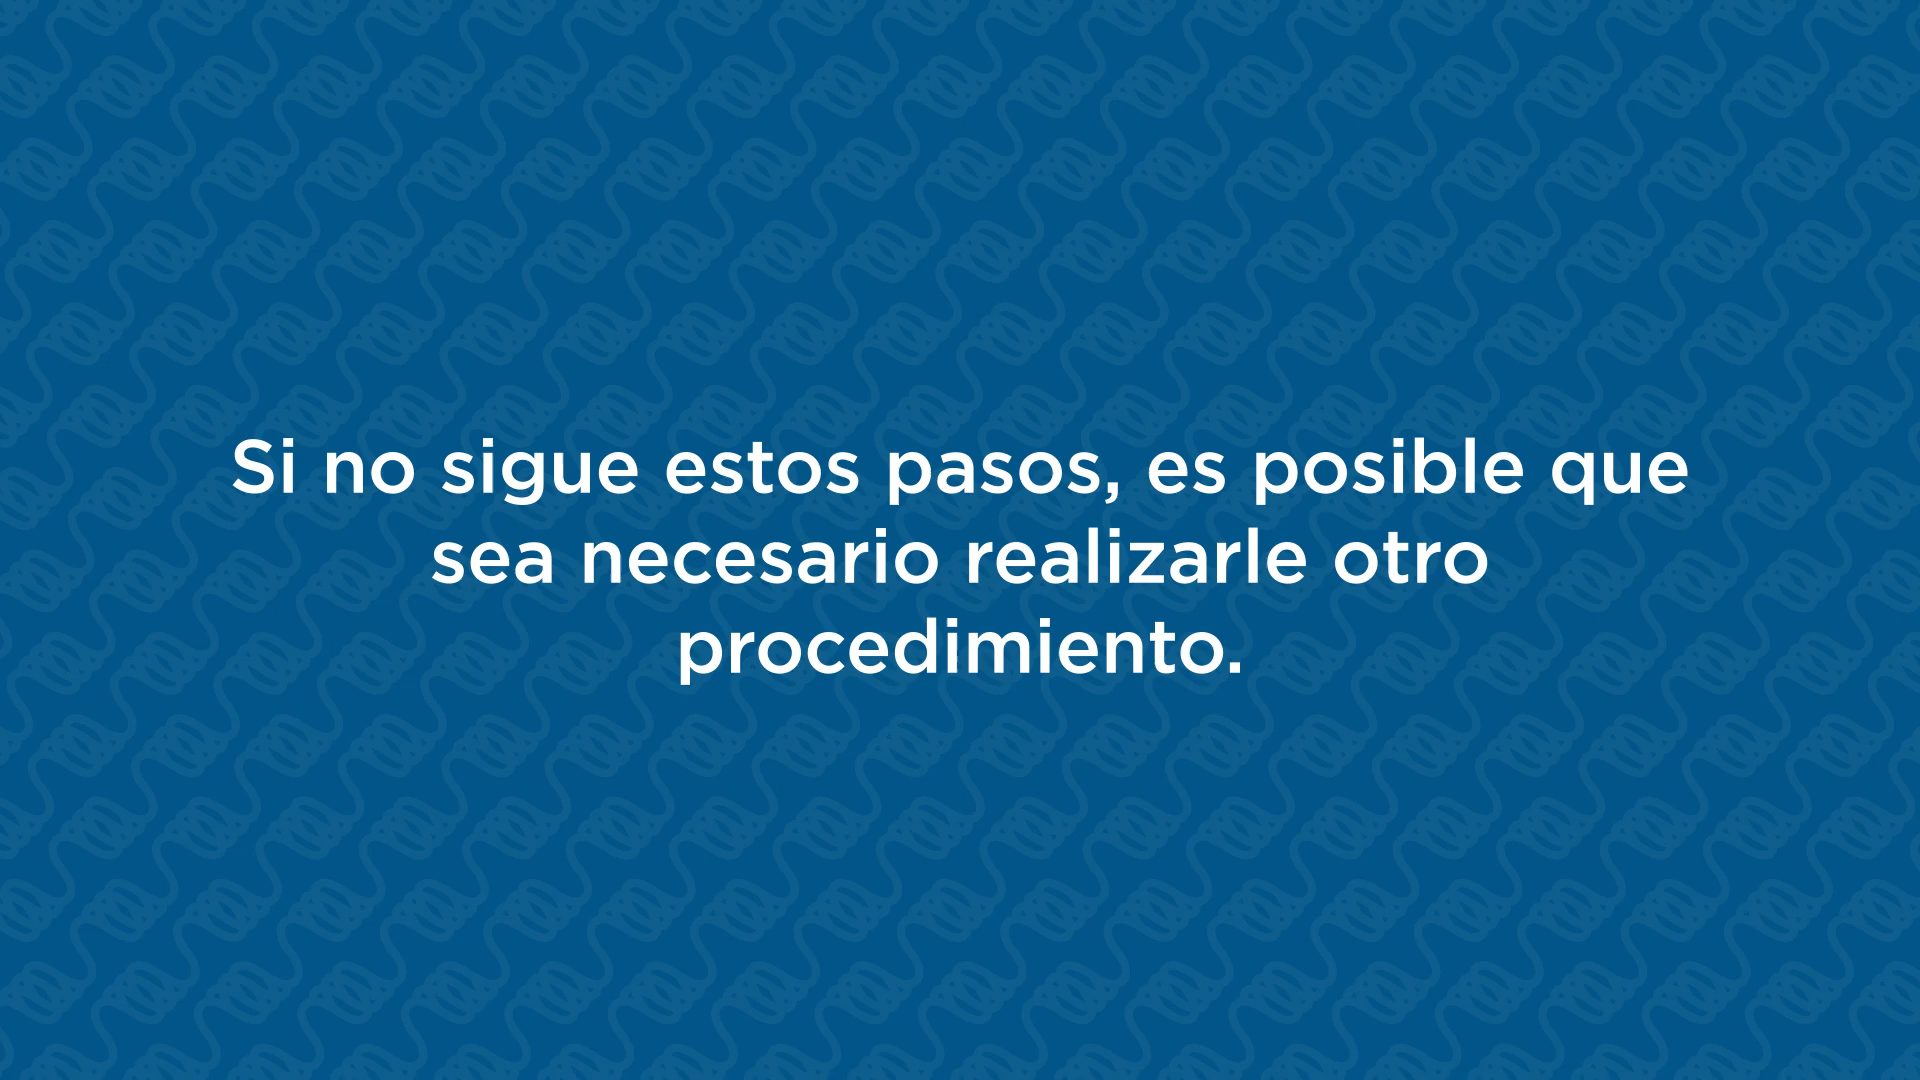 Si no sigue estos pasos, es posible que
sea necesario realizarle otro
procedimiento.